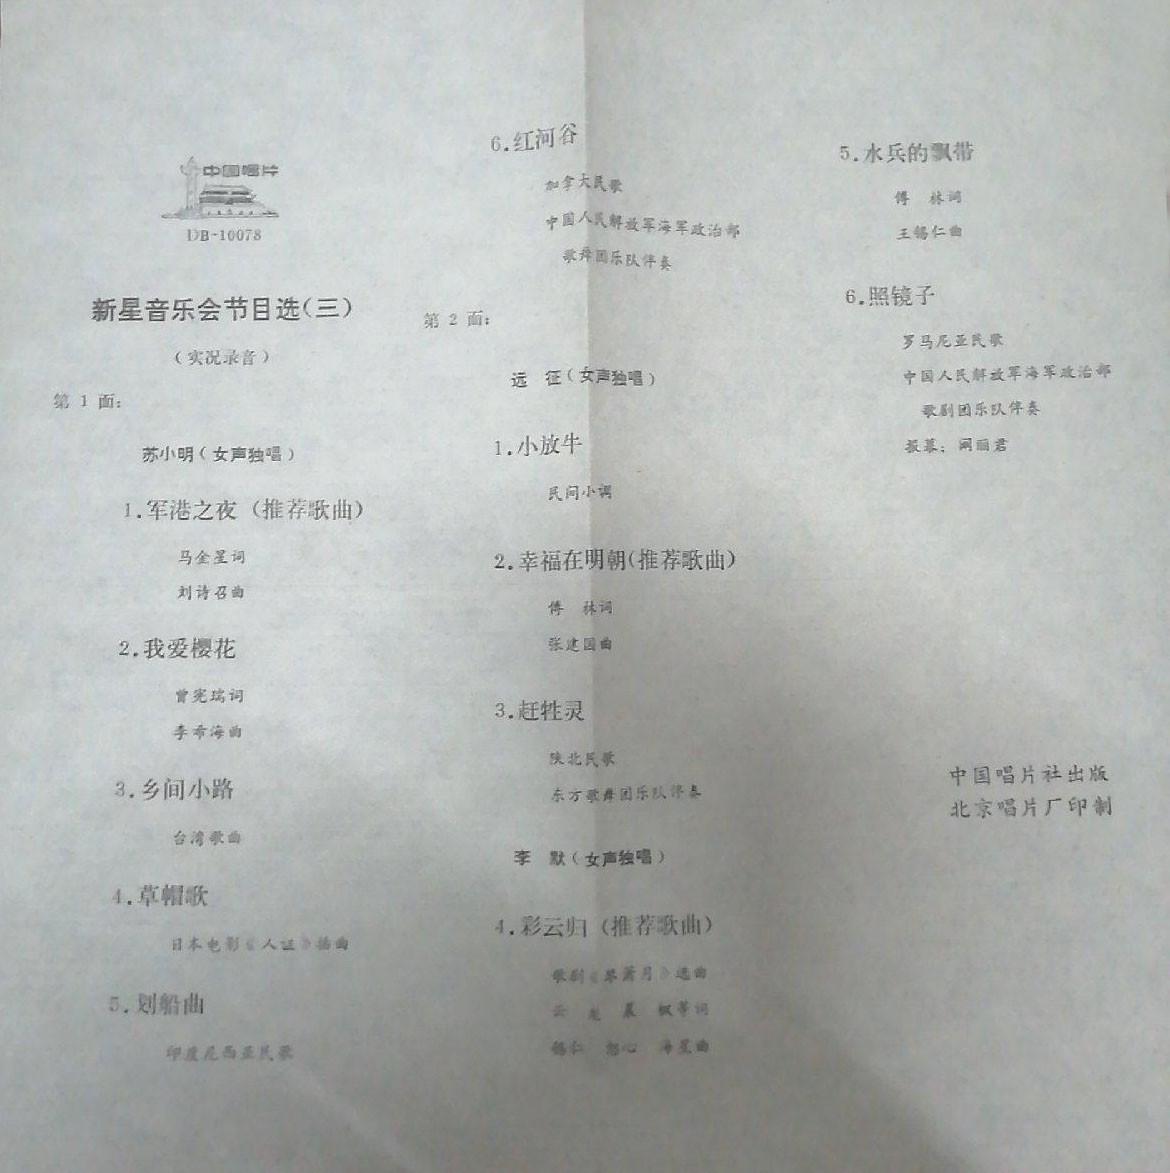 中国唱片
DB-10078
新星音乐会节目选(三)
(实况录音)
第 1 面:
苏小明(女声独唱)
1.军港之夜(推荐歌曲)
马金星词
刘诗召曲
2.我爱樱花
曾宪瑞词
李希海曲
3.乡间小路
台湾歌曲
4.草帽歌
日本电影《人证》插曲
5.划船曲
印度尼西亚民歌
6.红河谷
加拿大民歌
中国人民解放军海军政治部
歌舞团乐队伴奏
第 2 面:
远 征(女声独唱)
1.小放牛
民间小调
2.幸福在明朝(推荐歌曲)
傅 林词
张建国曲
3.赶牲灵
陕北民歌
东方歌舞团乐队伴奏
李 默(女声独唱)
4.彩云归(推荐歌曲)
歌剧《琴萧月》选曲
云 晨 枫等词
锡仁 恕心 海星曲
5.水兵的飘带
傅 林词
王锡仁曲
6.照镜子
罗马尼亚民歌
中国人民解放军海军政治部
歌剧团乐队伴奏
报幕:阚丽君
中国唱片社出版
北京唱片厂印制